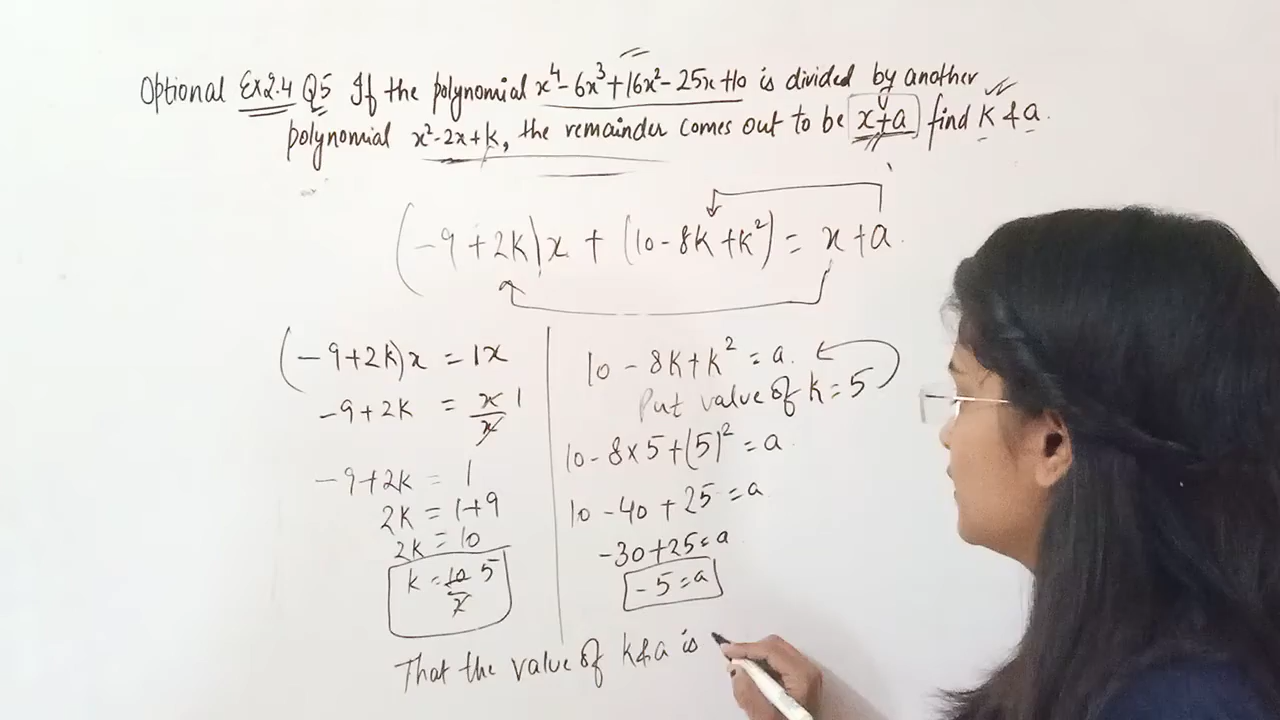 Optional Ex2.4 Q5 If the polynomial x⁴-6x³+16x²-25x+10 is divided by another
polynomial x²-2x+k, the remainder comes out to be x+a find k & a.
(-9+2k)x + (10-8k+k²) = x+a.
(-9+2k)x = 1x
-9+2k = x/x 1
-9+2k = 1
2k = 1+9
2k = 10
k = 10/2 5
10-8k+k² = a.
Put value of k=5
10-8×5+(5)² = a
10-40+25 = a
-30+25 = a
-5 = a
That the value of k&a is